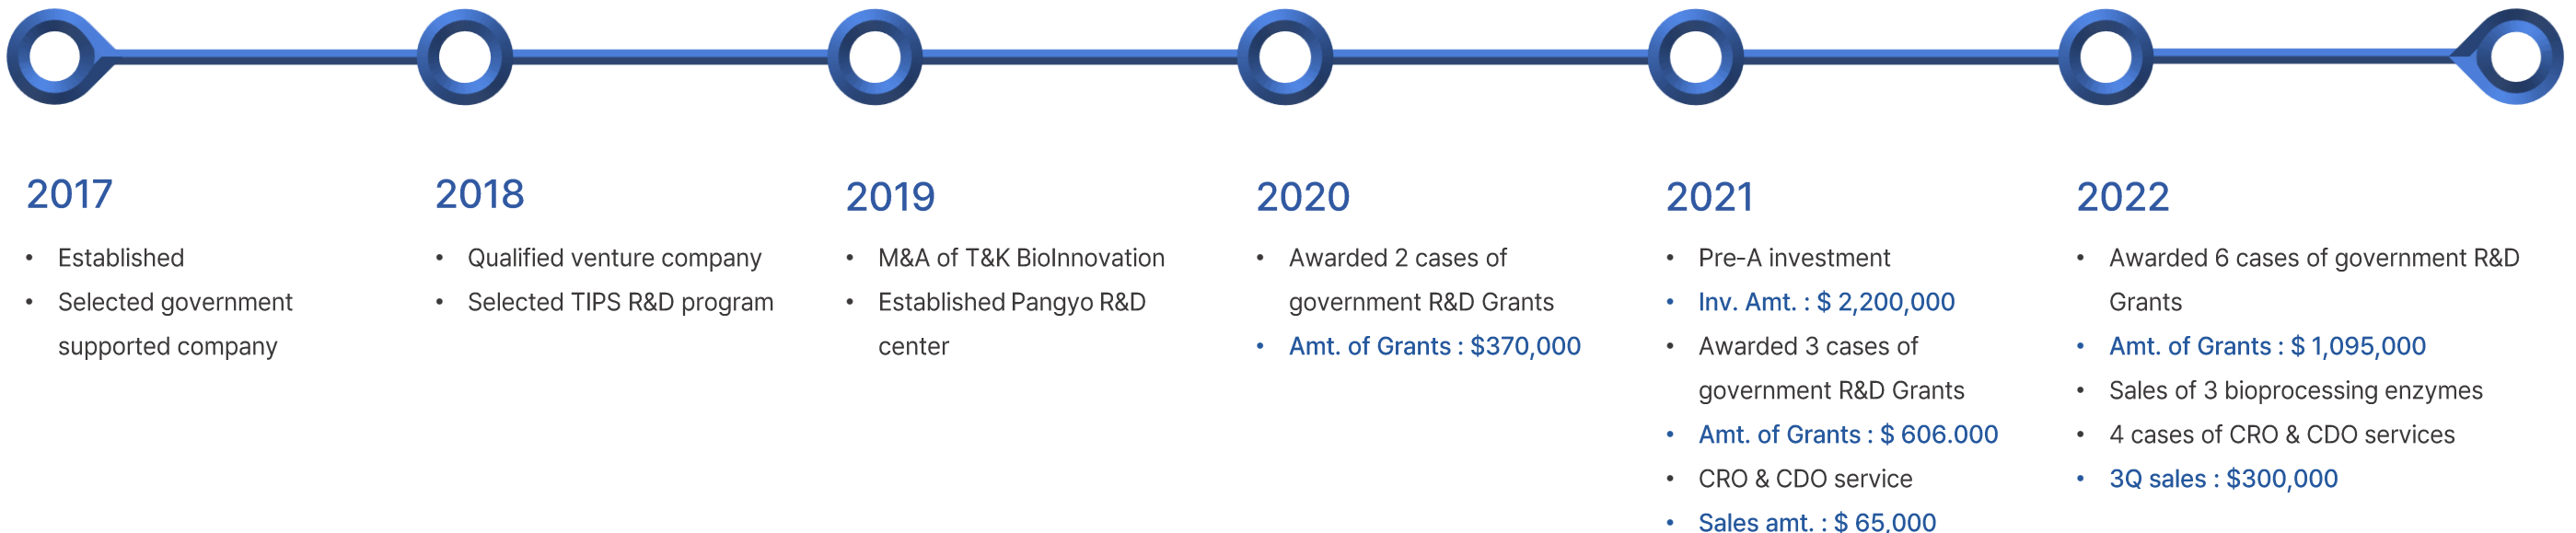 2017
• Established
• Selected government
supported company
2018
• Qualified venture company
• Selected TIPS R&D program
2019
• M&A of T&K BioInnovation
• Established Pangyo R&D
center
2020
• Awarded 2 cases of
government R&D Grants
• Amt. of Grants : $370,000
2021
• Pre-A investment
• Inv. Amt. : $ 2,200,000
• Awarded 3 cases of
government R&D Grants
• Amt. of Grants : $ 606.000
• CRO & CDO service
• Sales amt. : $ 65,000
2022
• Awarded 6 cases of government R&D
Grants
• Amt. of Grants : $ 1,095,000
• Sales of 3 bioprocessing enzymes
• 4 cases of CRO & CDO services
• 3Q sales : $300,000